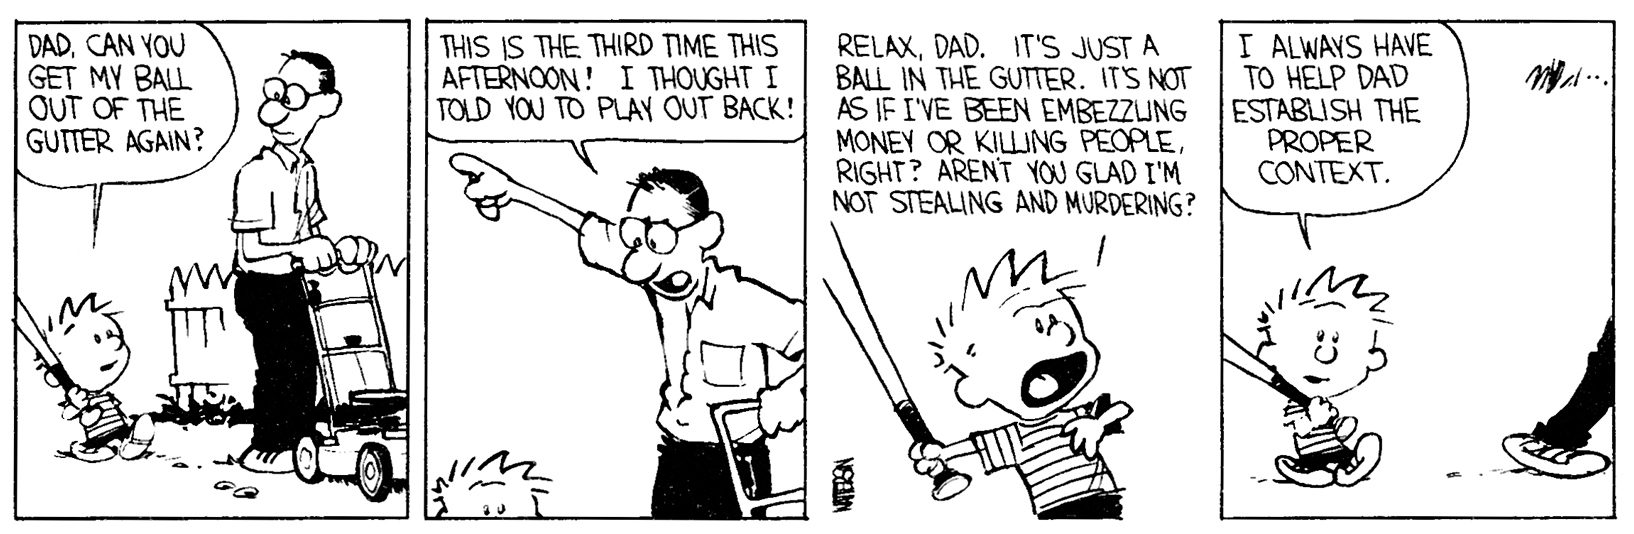 DAD, CAN YOU
GET MY BALL
OUT OF THE
GUTTER AGAIN?
THIS IS THE THIRD TIME THIS
AFTERNOON! I THOUGHT I
TOLD YOU TO PLAY OUT BACK!
RELAX, DAD. IT'S JUST A
BALL IN THE GUTTER. IT'S NOT
AS IF I'VE BEEN EMBEZZLING
MONEY OR KILLING PEOPLE,
RIGHT? AREN'T YOU GLAD I'M
NOT STEALING AND MURDERING?
WATTERSON
I ALWAYS HAVE
TO HELP DAD
ESTABLISH THE
PROPER
CONTEXT.